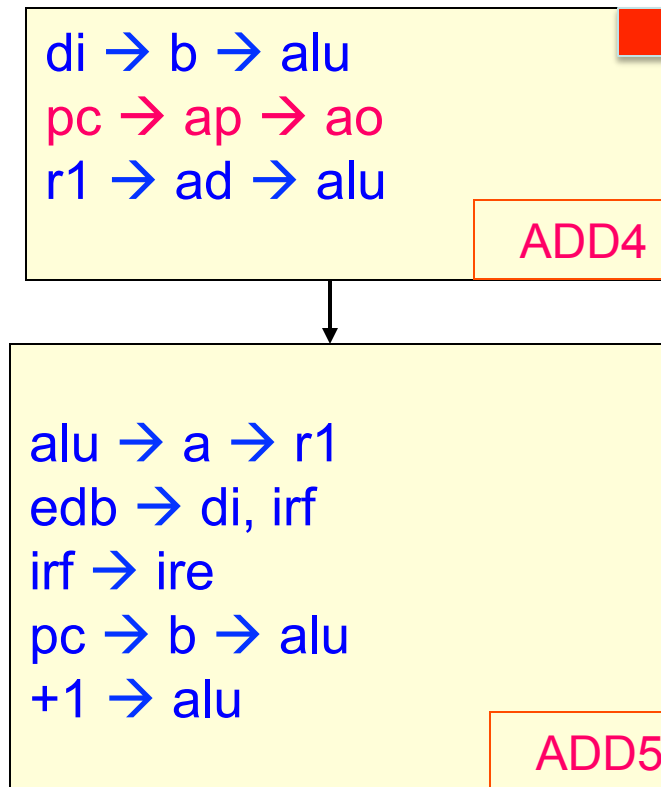 di → b → alu
pc → ap → ao
r1 → ad → alu
ADD4
alu → a → r1
edb → di, irf
irf → ire
pc → b → alu
+1 → alu
ADD5